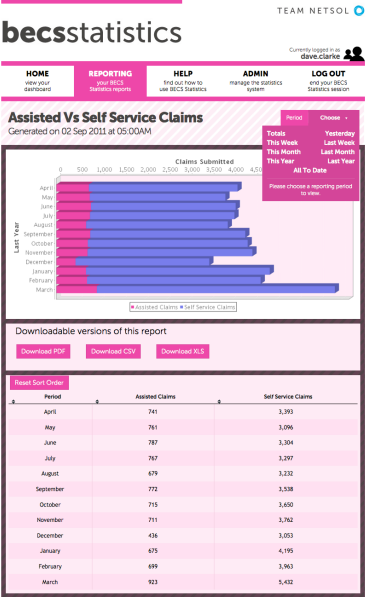 TEAM NETSOL
becsstatistics
Currently logged in as
dave.clarke
HOME
view your
dashboard
REPORTING
your BECS
Statistics reports
HELP
find out how to
use BECS Statistics
ADMIN
manage the statistics
system
LOG OUT
end your BECS
Statistics session
Assisted Vs Self Service Claims
Generated on 02 Sep 2011 at 05:00AM
Period Choose
Totals Yesterday
This Week Last Week
This Month Last Month
This Year Last Year
All To Date
Please choose a reporting period
to view.
Claims Submitted
0 500 1,000 1,500 2,000 2,500 3,000 3,500 4,000
Last Year
April
May
June
July
August
September
October
November
December
January
February
March
Assisted Claims Self Service Claims
Downloadable versions of this report
Download PDF Download CSV Download XLS
Reset Sort Order
Period Assisted Claims Self Service Claims
April 741 3,393
May 761 3,096
June 787 3,304
July 767 3,297
August 679 3,232
September 772 3,538
October 715 3,650
November 711 3,762
December 436 3,053
January 675 4,195
February 699 3,963
March 923 5,432